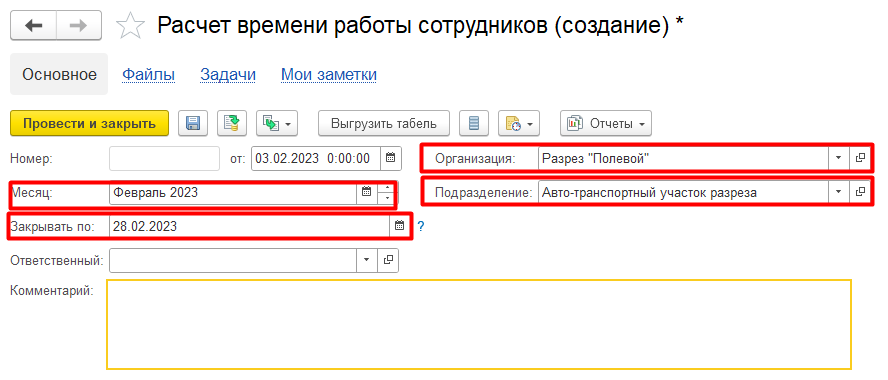 Расчет времени работы сотрудников (создание) *
Основное Файлы Задачи Мои заметки
Провести и закрыть Выгрузить табель Отчеты
Номер: от: 03.02.2023 0:00:00 Организация: Разрез "Полевой"
Месяц: Февраль 2023 Подразделение: Авто-транспортный участок разреза
Закрывать по: 28.02.2023 ?
Ответственный:
Комментарий: